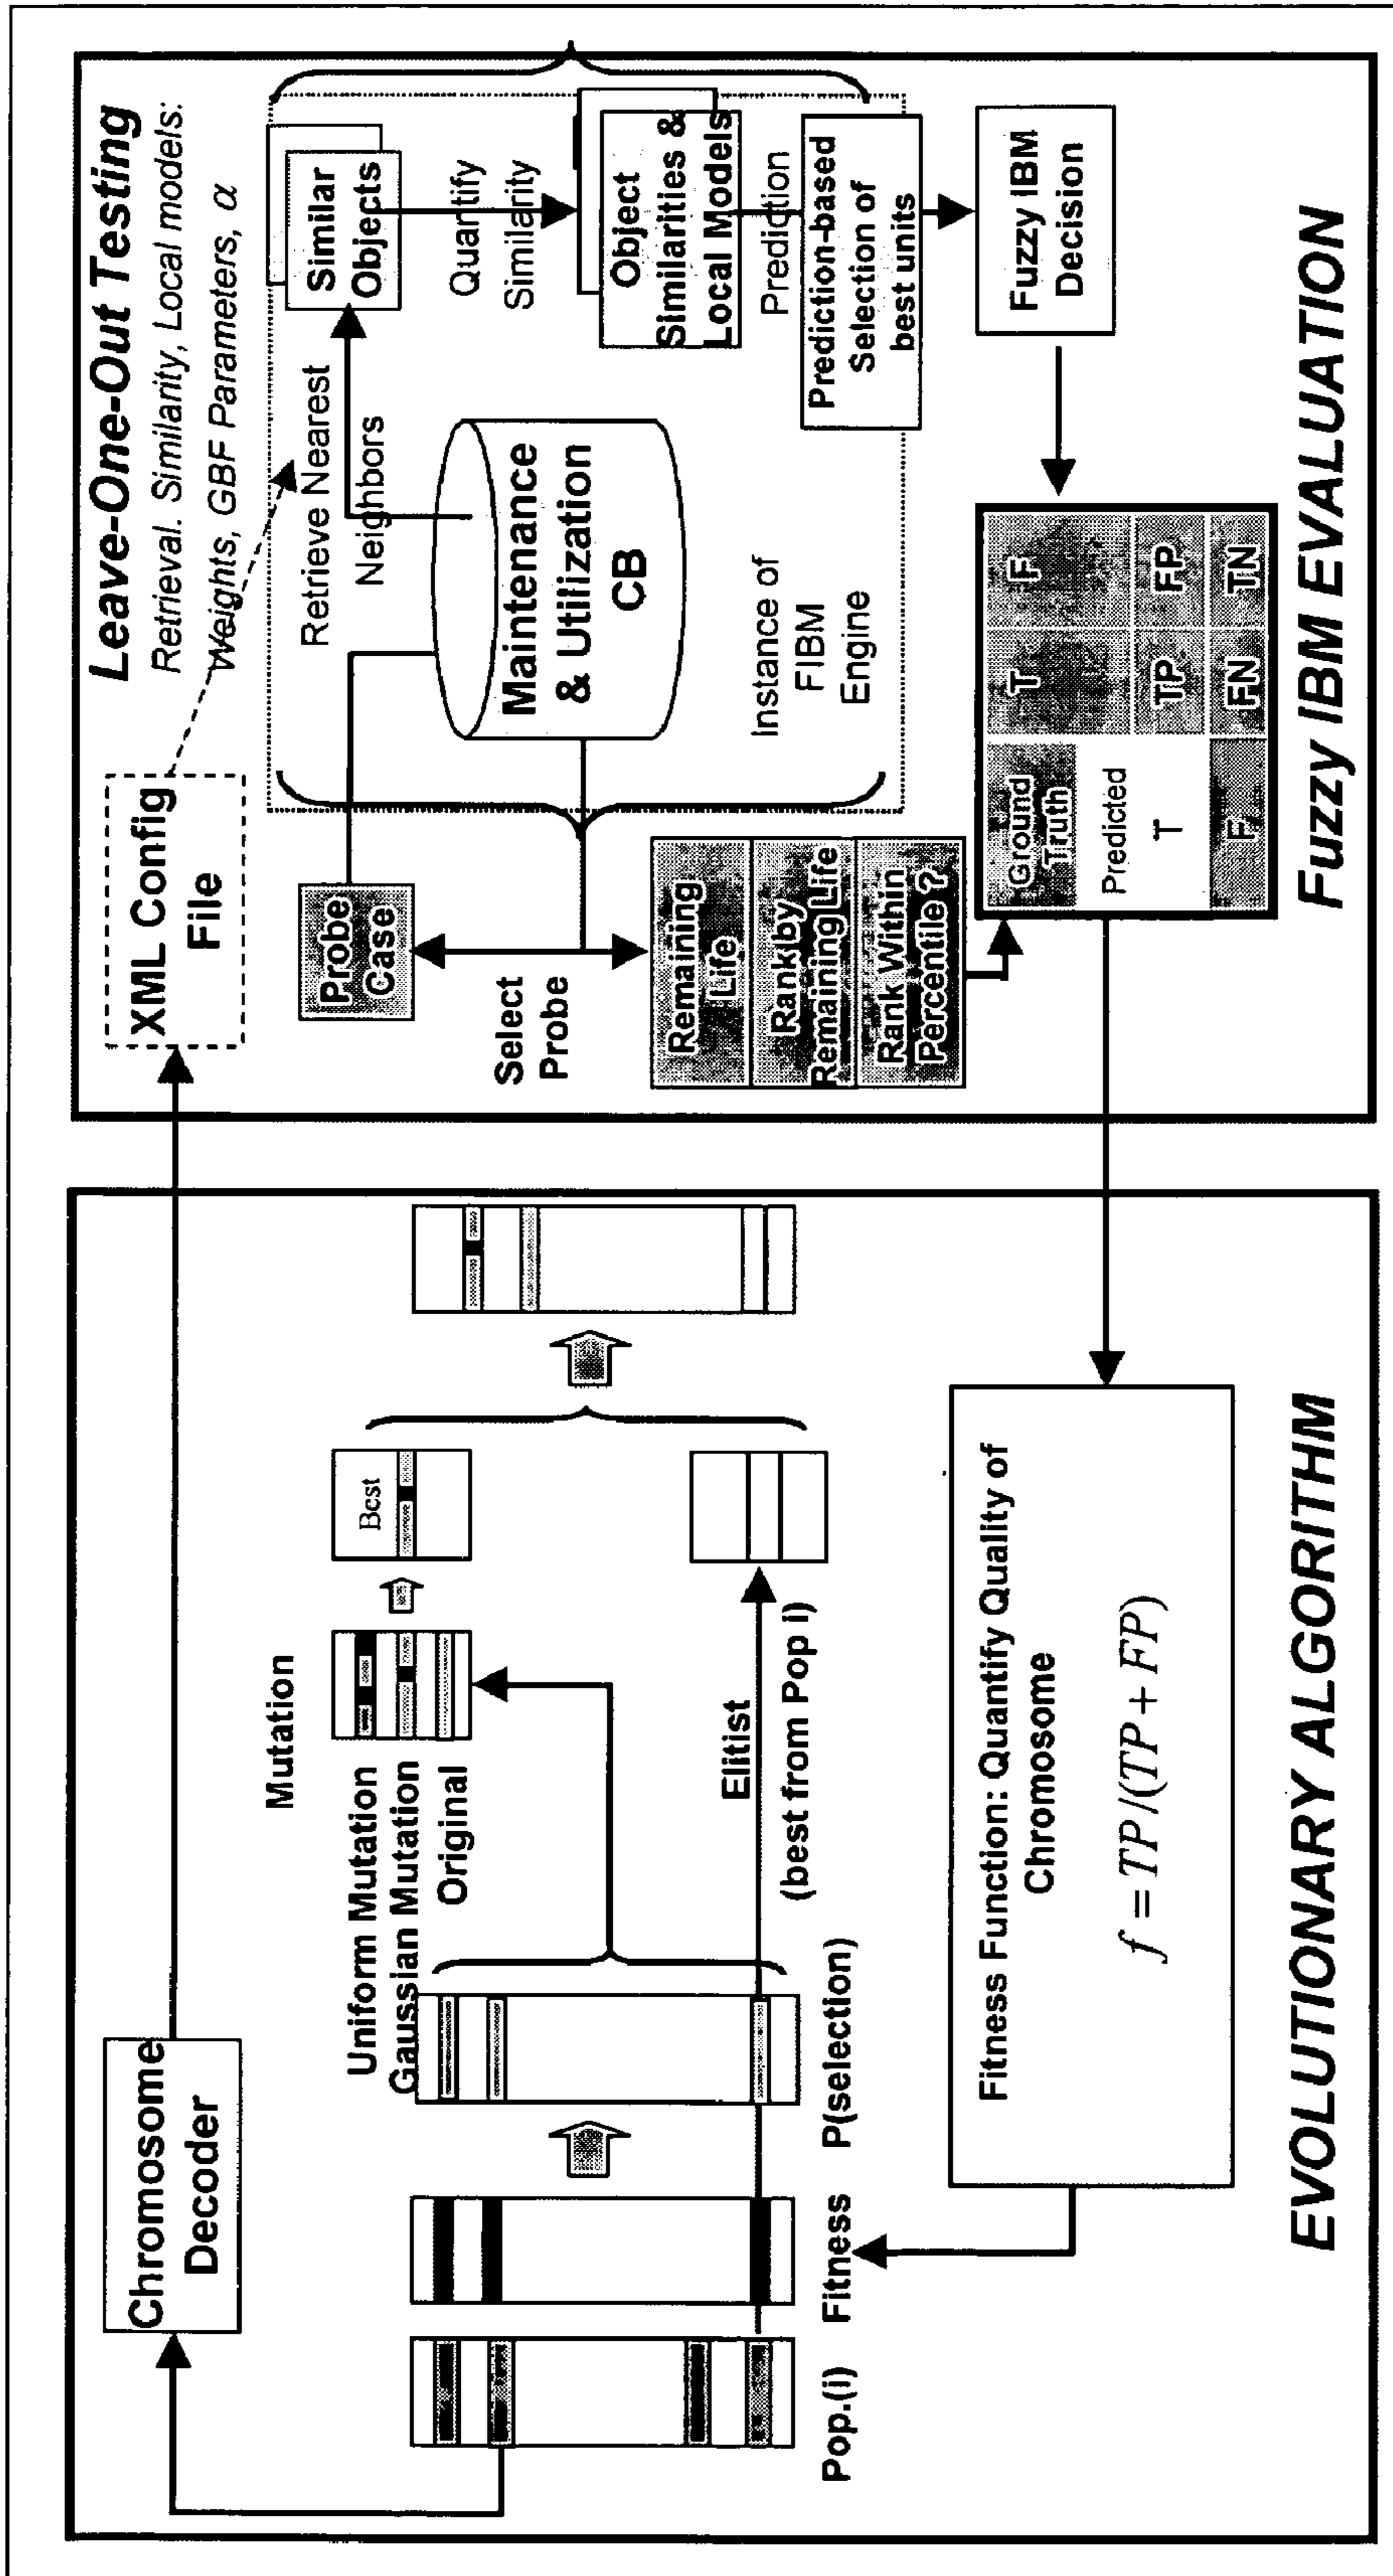 Chromosome
Decoder
Mutation
Uniform Mutation
Gaussian Mutation
Original
Best
Elitist
(best from Pop i)
Pop.(i)
Fitness
P(selection)
Fitness Function: Quantify Quality of
Chromosome
f = TP/(TP + FP)
EVOLUTIONARY ALGORITHM
XML Config
File
Leave-One-Out Testing
Retrieval. Similarity, Local models:
Weights, GBF Parameters, α
Probe
Case
Select
Probe
Retrieve Nearest
Neighbors
Maintenance
& Utilization
CB
Instance of
FIBM
Engine
Similar
Objects
Quantify
Similarity
Object
Similarities &
Local Models
Prediction
Prediction-based
Selection of
best units
Fuzzy IBM
Decision
Remaining
Life
Rank by
Remaining Life
Rank Within
Percentile ?
Ground
Truth
T
F
Predicted
T
TP
FP
F
FN
TN
Fuzzy IBM EVALUATION